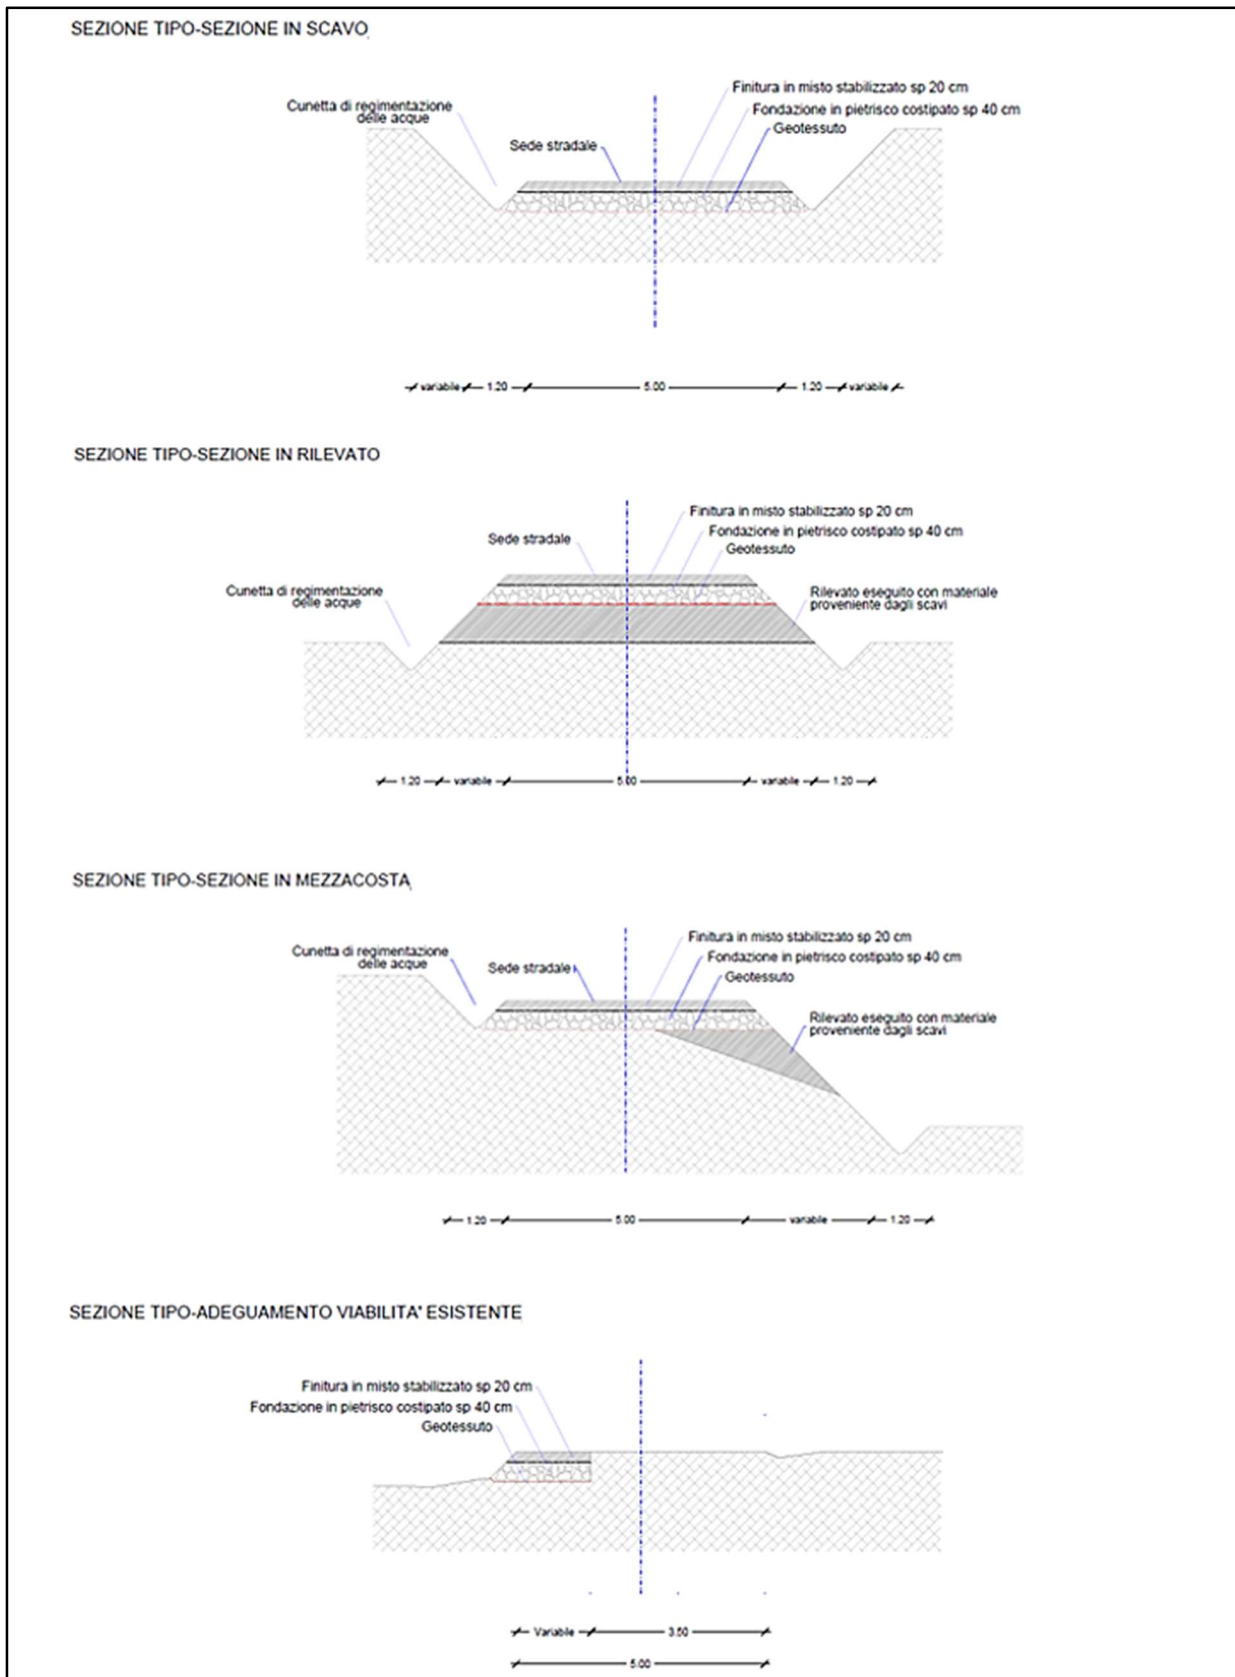 SEZIONE TIPO-SEZIONE IN SCAVO
Finitura in misto stabilizzato sp 20 cm
Cunetta di regimentazione
delle acque
Fondazione in pietrisco costipato sp 40 cm
Geotessuto
Sede stradale
variabile 1.20 5.00 1.20 variabile
SEZIONE TIPO-SEZIONE IN RILEVATO
Finitura in misto stabilizzato sp 20 cm
Fondazione in pietrisco costipato sp 40 cm
Sede stradale
Geotessuto
Cunetta di regimentazione
delle acque
Rilevato eseguito con materiale
proveniente dagli scavi
1.20 variabile 5.00 variabile 1.20
SEZIONE TIPO-SEZIONE IN MEZZACOSTA
Finitura in misto stabilizzato sp 20 cm
Cunetta di regimentazione
delle acque
Fondazione in pietrisco costipato sp 40 cm
Sede stradale
Geotessuto
Rilevato eseguito con materiale
proveniente dagli scavi
1.20 5.00 variabile 1.20
SEZIONE TIPO-ADEGUAMENTO VIABILITA' ESISTENTE
Finitura in misto stabilizzato sp 20 cm
Fondazione in pietrisco costipato sp 40 cm
Geotessuto
Variabile 3.50
5.00